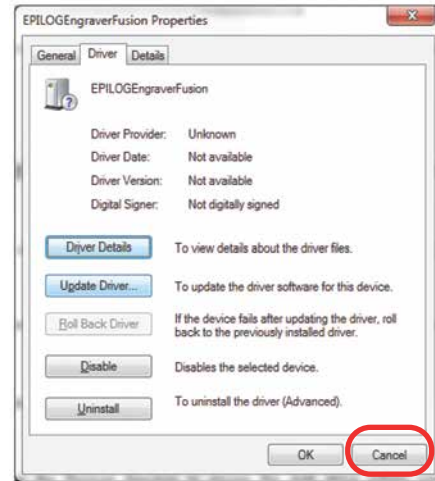 EPILOGEngraverFusion Properties
General Driver Details
EPILOGEngraverFusion
Driver Provider: Unknown
Driver Date: Not available
Driver Version: Not available
Digital Signer: Not digitally signed
Driver Details To view details about the driver files.
Update Driver... To update the driver software for this device.
Roll Back Driver If the device fails after updating the driver, roll
back to the previously installed driver.
Disable Disables the selected device.
Uninstall To uninstall the driver (Advanced).
OK Cancel